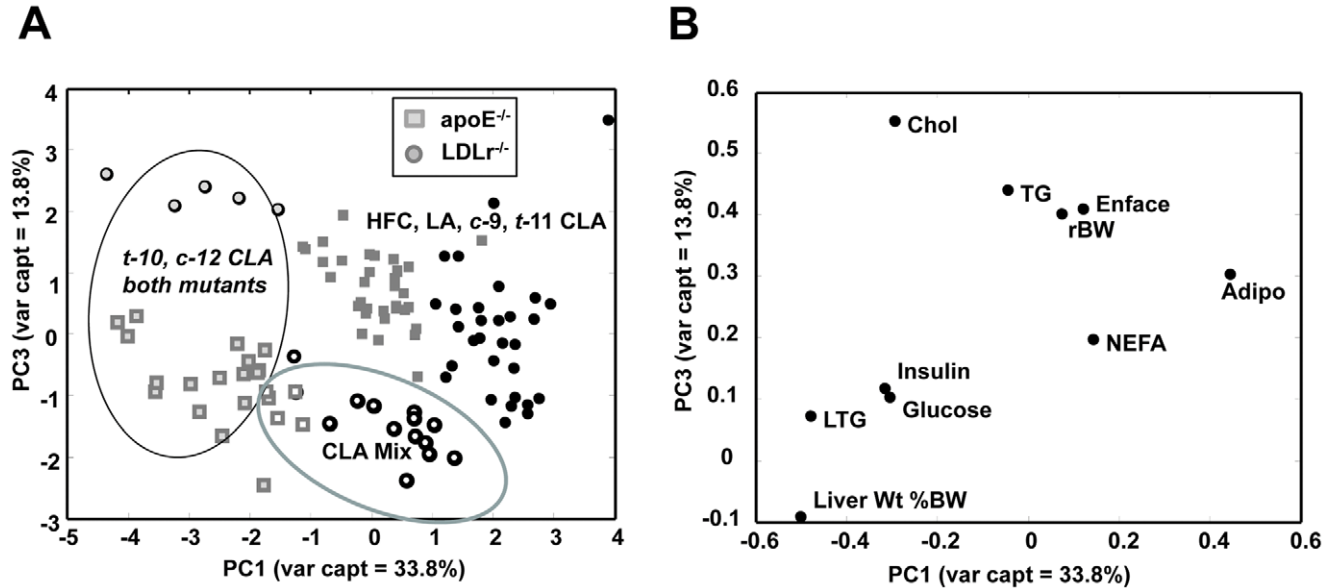 A
4
3
2
1
0
-1
-2
-3
-5
-4
-3
-2
-1
0
1
2
3
4
PC3 (var capt = 13.8%)
PC1 (var capt = 33.8%)
apoE-/-
LDLr-/-
HFC, LA, c-9, t-11 CLA
t-10, c-12 CLA
both mutants
CLA Mix
B
0.6
0.5
0.4
0.3
0.2
0.1
0
-0.1
-0.6
-0.4
-0.2
0
0.2
0.4
0.6
PC3 (var capt = 13.8%)
PC1 (var capt = 33.8%)
Chol
TG
Enface
rBW
Adipo
NEFA
Insulin
Glucose
LTG
Liver Wt %BW